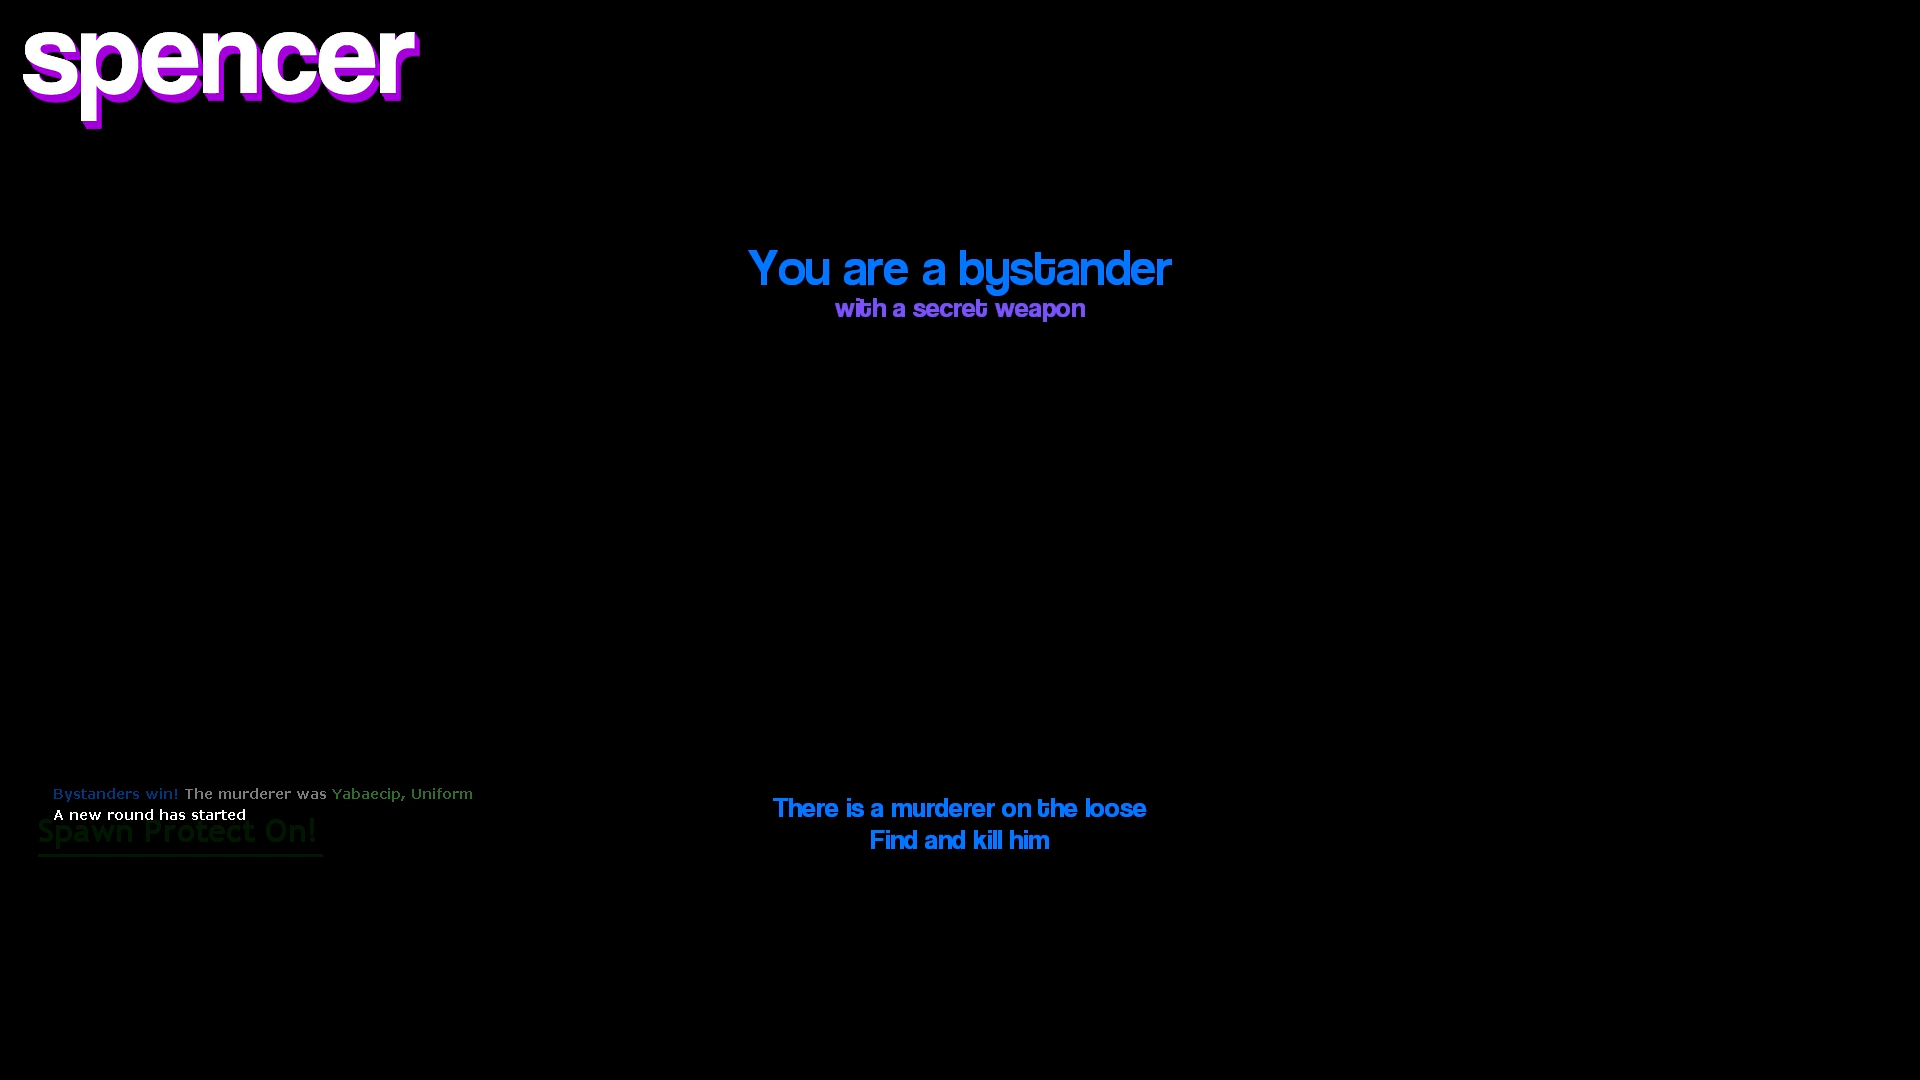 spencer
You are a bystander
with a secret weapon
Bystanders win! The murderer was Yabaecip, Uniform
A new round has started
Spawn Protect On!
There is a murderer on the loose
Find and kill him